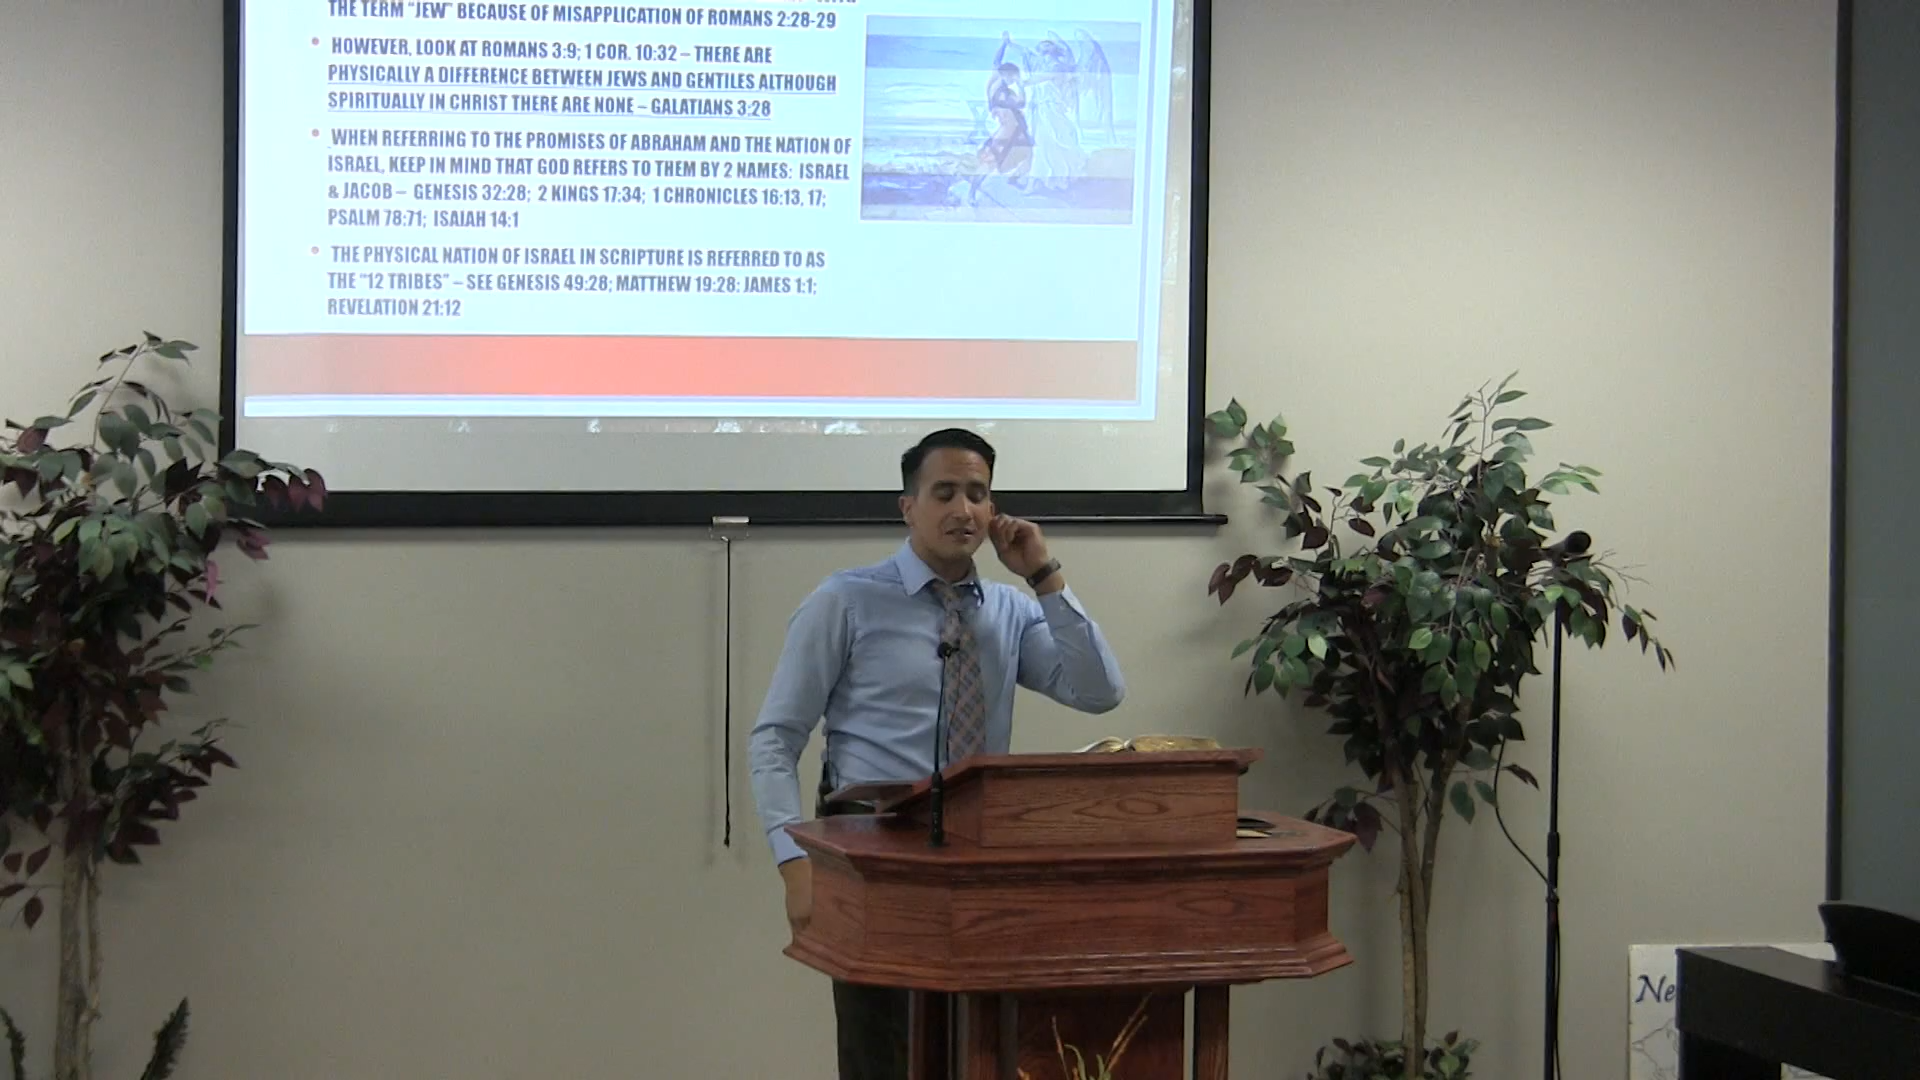 THE TERM "JEW" BECAUSE OF MISAPPLICATION OF ROMANS 2:28-29
• HOWEVER, LOOK AT ROMANS 3:9; 1 COR. 10:32 – THERE ARE
PHYSICALLY A DIFFERENCE BETWEEN JEWS AND GENTILES ALTHOUGH
SPIRITUALLY IN CHRIST THERE ARE NONE – GALATIANS 3:28
• WHEN REFERRING TO THE PROMISES OF ABRAHAM AND THE NATION OF
ISRAEL, KEEP IN MIND THAT GOD REFERS TO THEM BY 2 NAMES: ISRAEL
& JACOB – GENESIS 32:28; 2 KINGS 17:34; 1 CHRONICLES 16:13, 17;
PSALM 78:71; ISAIAH 14:1
• THE PHYSICAL NATION OF ISRAEL IN SCRIPTURE IS REFERRED TO AS
THE "12 TRIBES" – SEE GENESIS 49:28; MATTHEW 19:28: JAMES 1:1;
REVELATION 21:12
Ne